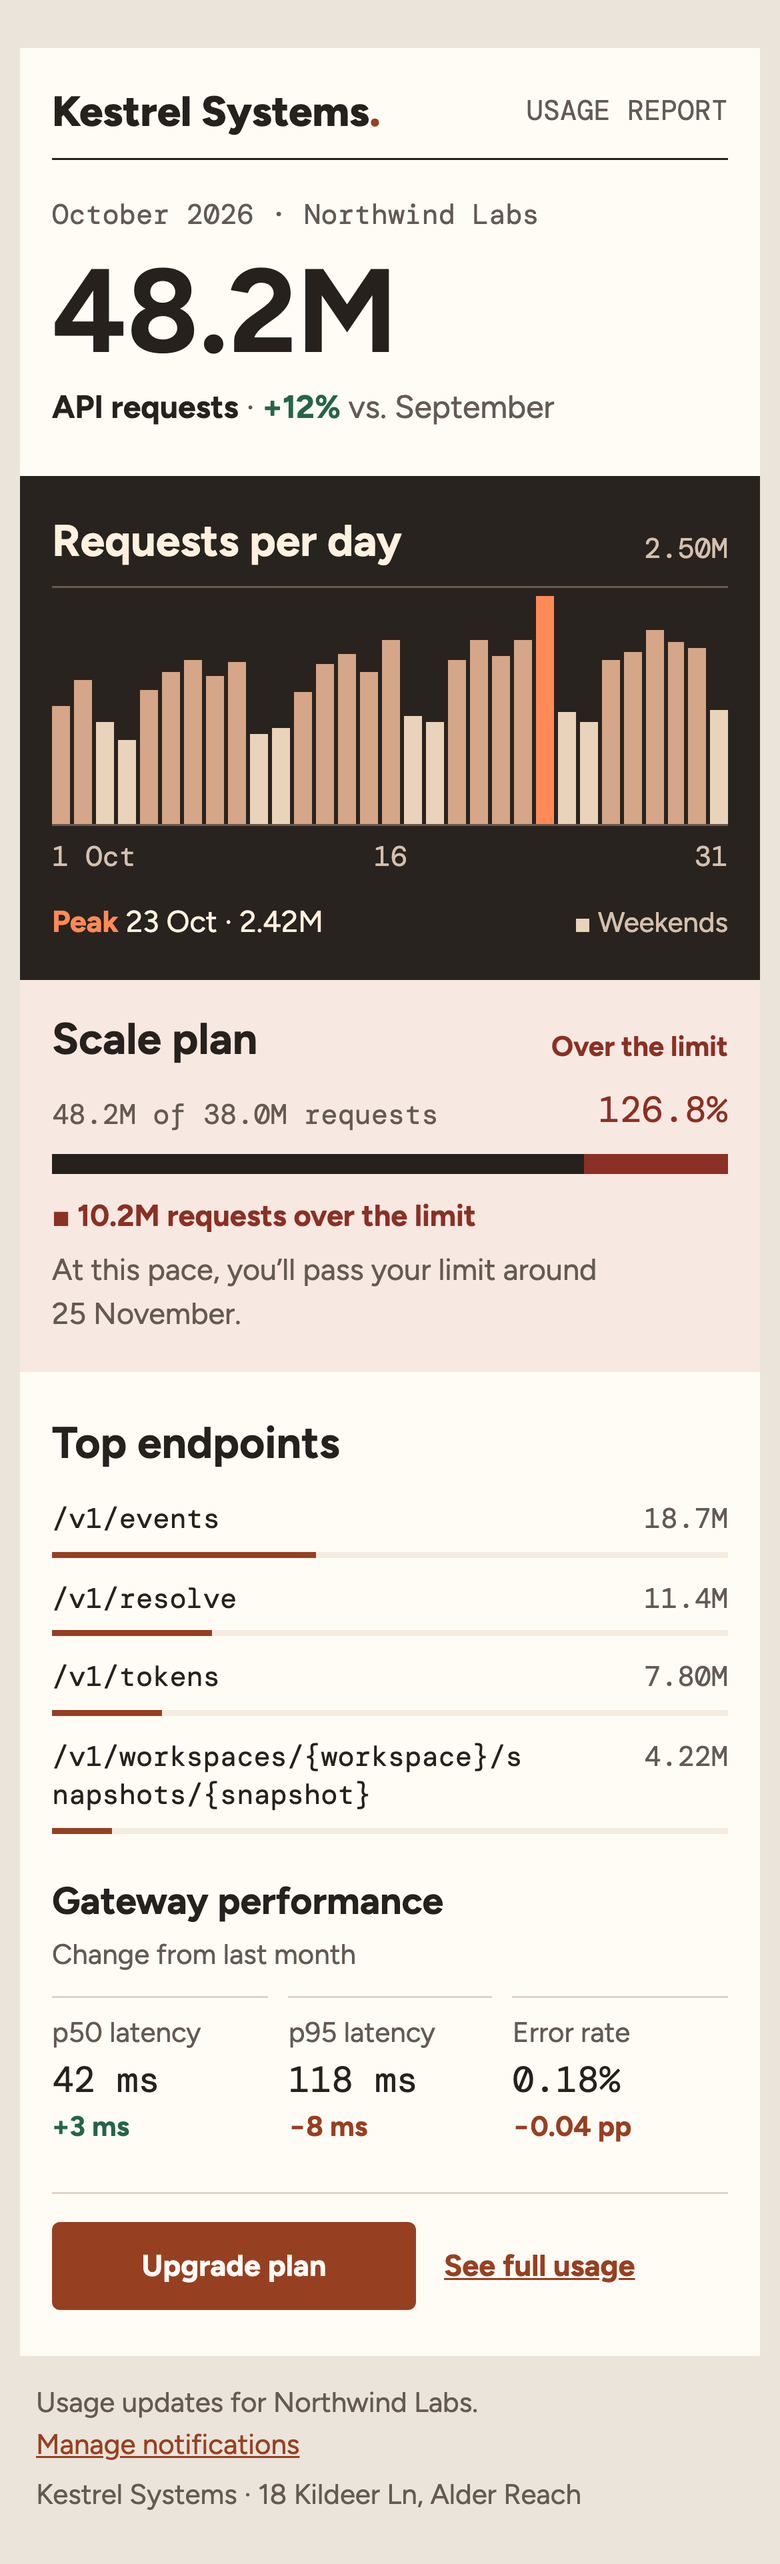 Kestrel Systems.
USAGE REPORT
October 2026 · Northwind Labs
48.2M
API requests · +12% vs. September
Requests per day
2.50M
1 Oct 16 31
Peak 23 Oct · 2.42M
Weekends
Scale plan
Over the limit
48.2M of 38.0M requests
126.8%
10.2M requests over the limit
At this pace, you’ll pass your limit around
25 November.
Top endpoints
/v1/events 18.7M
/v1/resolve 11.4M
/v1/tokens 7.80M
/v1/workspaces/{workspace}/s 4.22M
napshots/{snapshot}
Gateway performance
Change from last month
p50 latency p95 latency Error rate
42 ms 118 ms 0.18%
+3 ms −8 ms −0.04 pp
Upgrade plan
See full usage
Usage updates for Northwind Labs.
Manage notifications
Kestrel Systems · 18 Kildeer Ln, Alder Reach